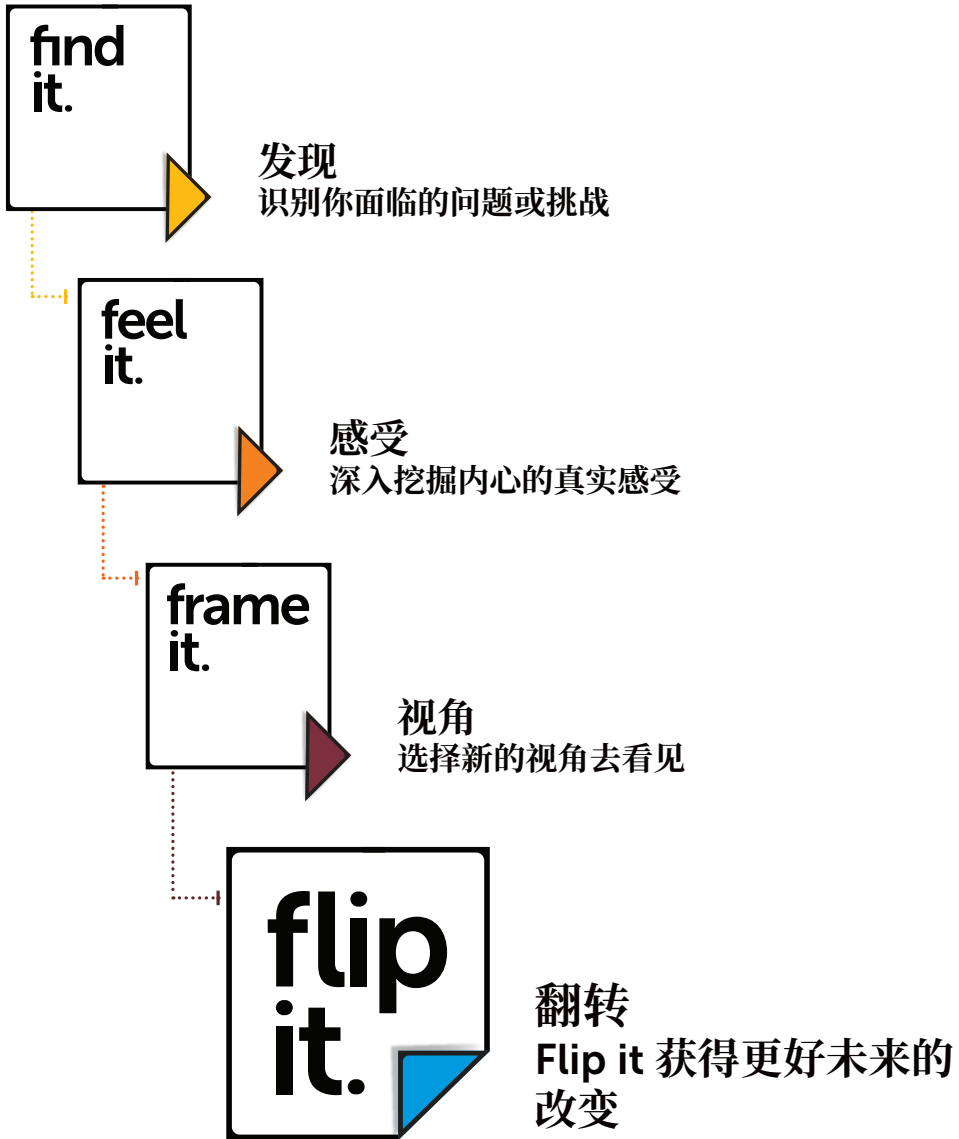 find
it.
发现
识别你面临的问题或挑战
feel
it.
感受
深入挖掘内心的真实感受
frame
it.
视角
选择新的视角去看见
flip
it.
翻转
Flip it 获得更好未来的
改变